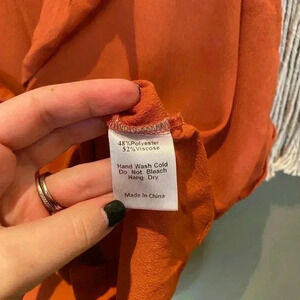 48%Polyester
52%Viscose
Hand Wash Cold
Do Not Bleach
Hang Dry
Made In China